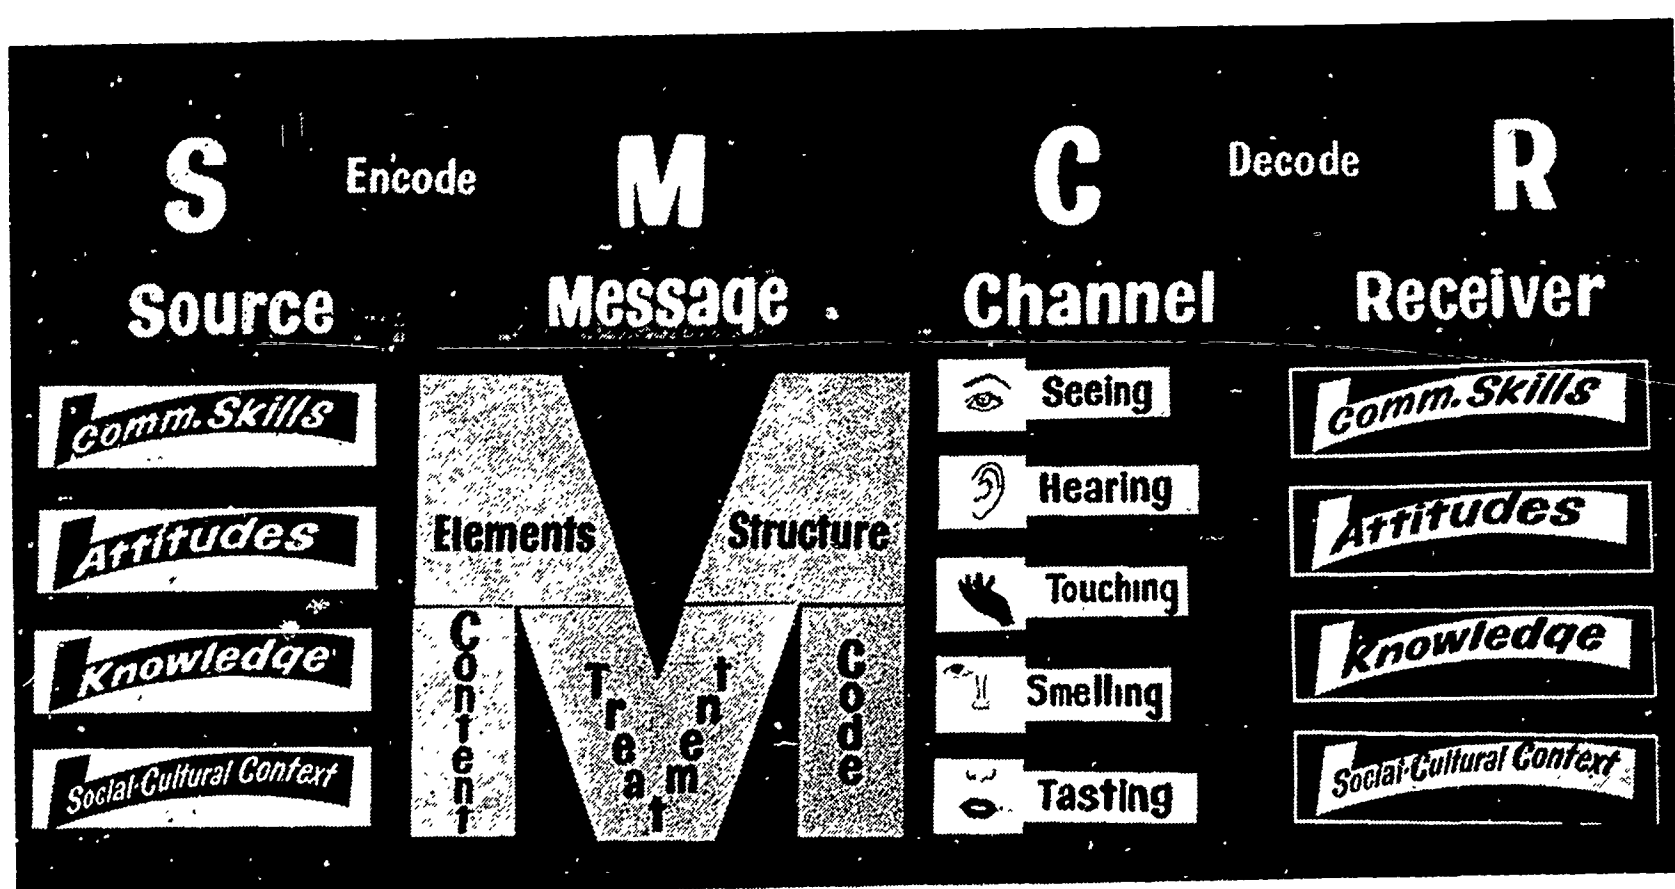 S Encode M C Decode R
Source Message Channel Receiver
Comm. Skills
Attitudes
Knowledge
Social-Cultural Context
Elements Structure
Content
Treatment
Code
Seeing
Hearing
Touching
Smelling
Tasting
Comm. Skills
Attitudes
Knowledge
Social-Cultural Context